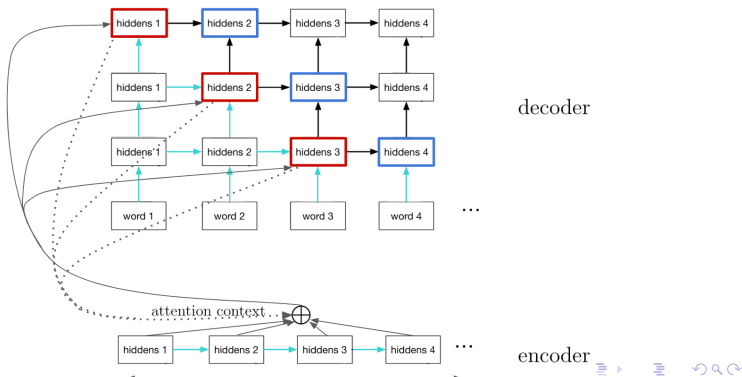 hiddens 1 hiddens 2 hiddens 3 hiddens 4
hiddens 1 hiddens 2 hiddens 3 hiddens 4
decoder
hiddens 1 hiddens 2 hiddens 3 hiddens 4
word 1 word 2 word 3 word 4 ...
attention context
hiddens 1 hiddens 2 hiddens 3 hiddens 4 ...
encoder